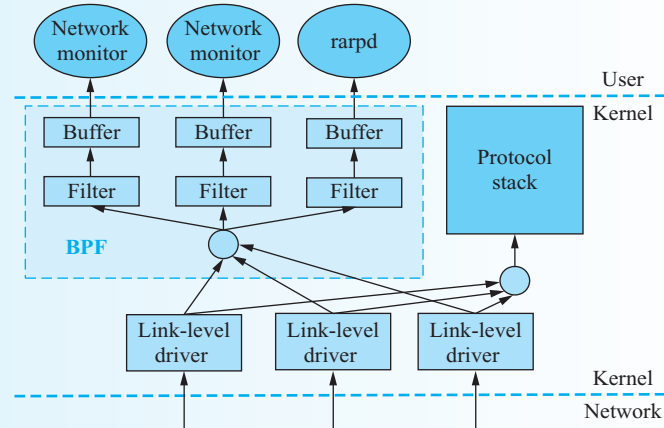 Network
monitor
Network
monitor
rarpd
User
Kernel
Buffer
Buffer
Buffer
Protocol
stack
Filter
Filter
Filter
BPF
Link-level
driver
Link-level
driver
Link-level
driver
Kernel
Network